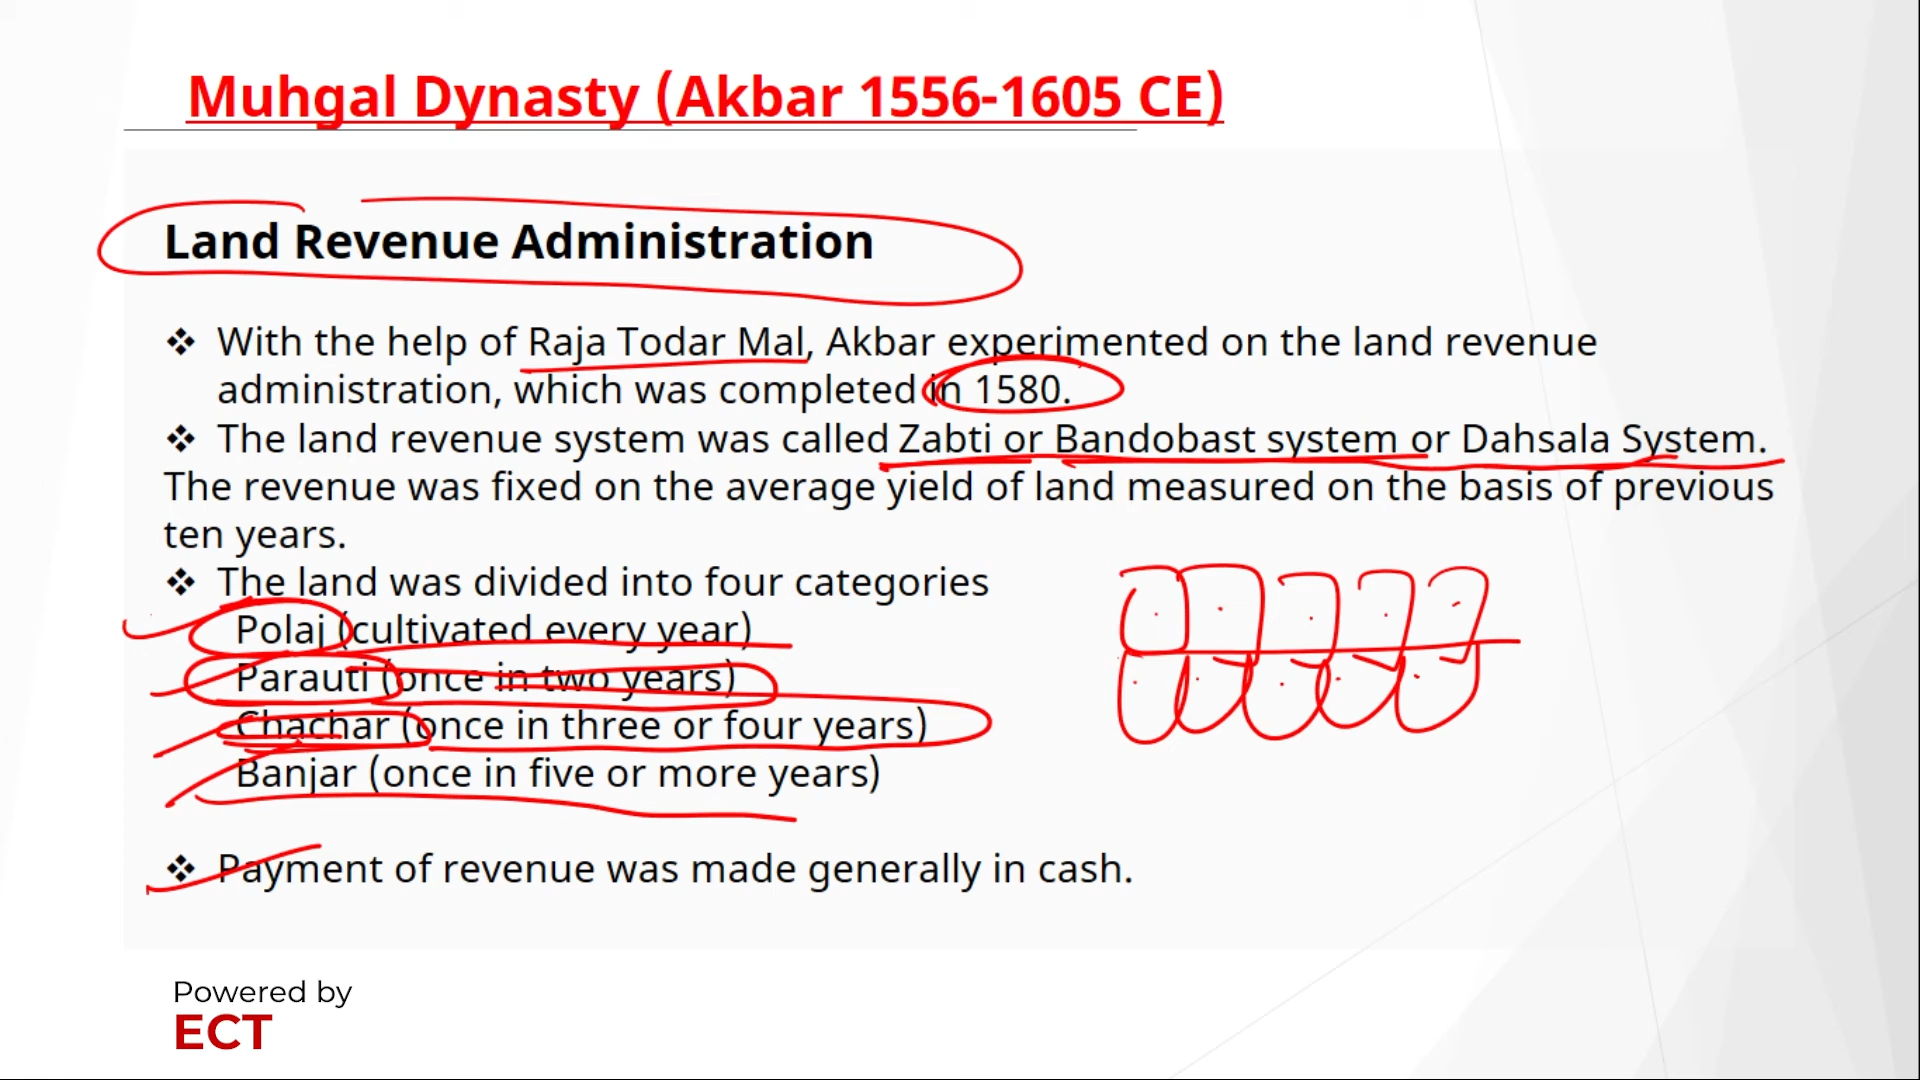 Muhgal Dynasty (Akbar 1556-1605 CE)
Land Revenue Administration
❖ With the help of Raja Todar Mal, Akbar experimented on the land revenue
administration, which was completed in 1580.
❖ The land revenue system was called Zabti or Bandobast system or Dahsala System.
The revenue was fixed on the average yield of land measured on the basis of previous
ten years.
❖ The land was divided into four categories
Polaj (cultivated every year)
Parauti (once in two years)
Chachar (once in three or four years)
Banjar (once in five or more years)
❖ Payment of revenue was made generally in cash.
Powered by
ECT